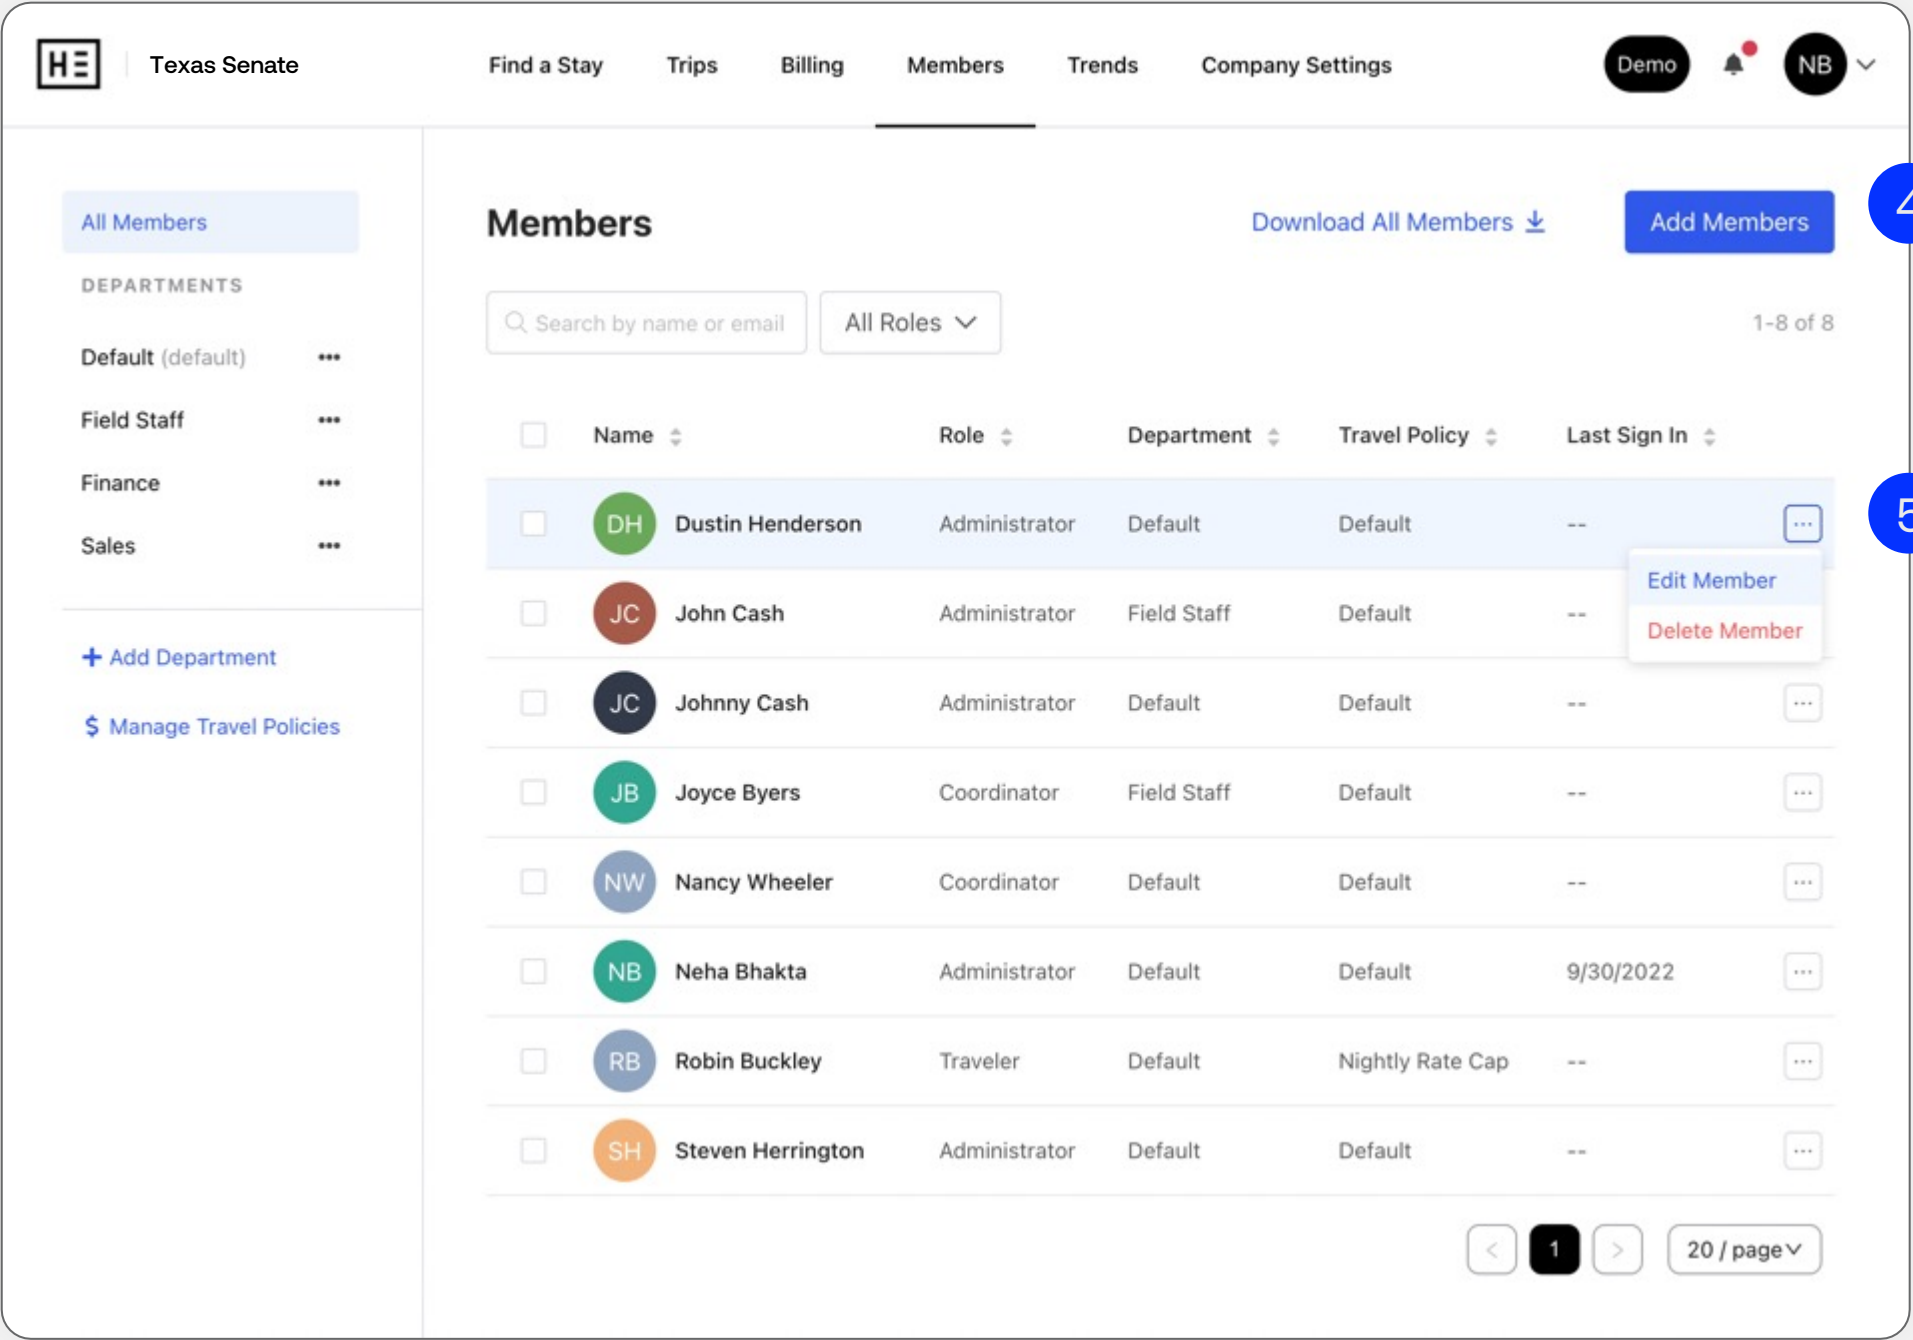 HE Texas Senate Find a Stay Trips Billing Members Trends Company Settings Demo NB
All Members
DEPARTMENTS
Default (default) •••
Field Staff •••
Finance •••
Sales •••
+ Add Department
$ Manage Travel Policies
Members Download All Members Add Members 4
Search by name or email All Roles 1-8 of 8
Name Role Department Travel Policy Last Sign In
DH Dustin Henderson Administrator Default Default -- ... 5
Edit Member
Delete Member
JC John Cash Administrator Field Staff Default --
JC Johnny Cash Administrator Default Default -- ...
JB Joyce Byers Coordinator Field Staff Default -- ...
NW Nancy Wheeler Coordinator Default Default -- ...
NB Neha Bhakta Administrator Default Default 9/30/2022 ...
RB Robin Buckley Traveler Default Nightly Rate Cap -- ...
SH Steven Herrington Administrator Default Default -- ...
< 1 > 20 / page